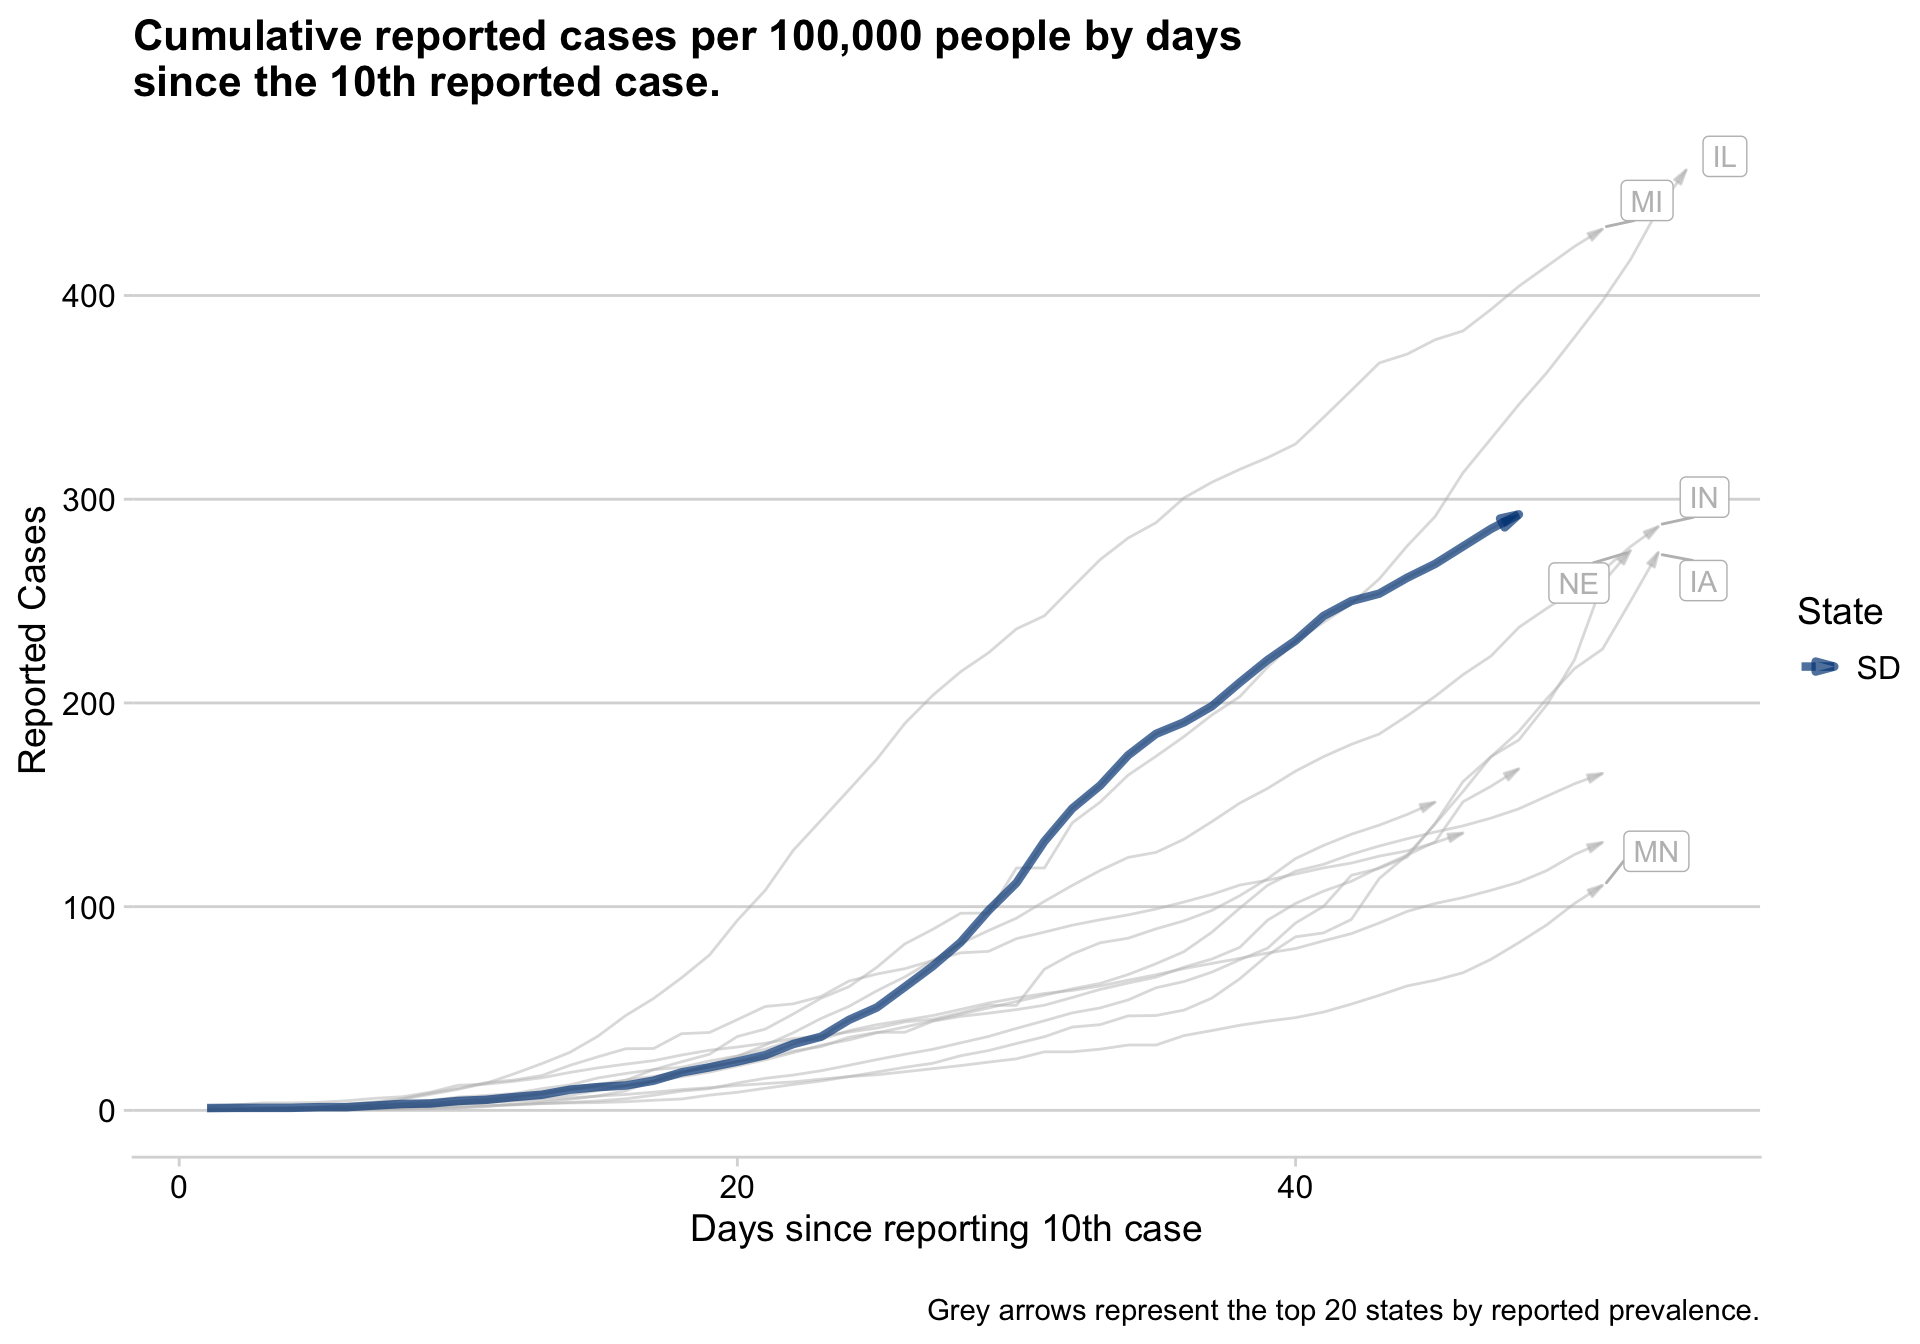 Cumulative reported cases per 100,000 people by days
since the 10th reported case.
IL
MI
400
300
IN
NE
IA
State
SD
200
MN
100
0
Reported Cases
0
20
40
Days since reporting 10th case
Grey arrows represent the top 20 states by reported prevalence.